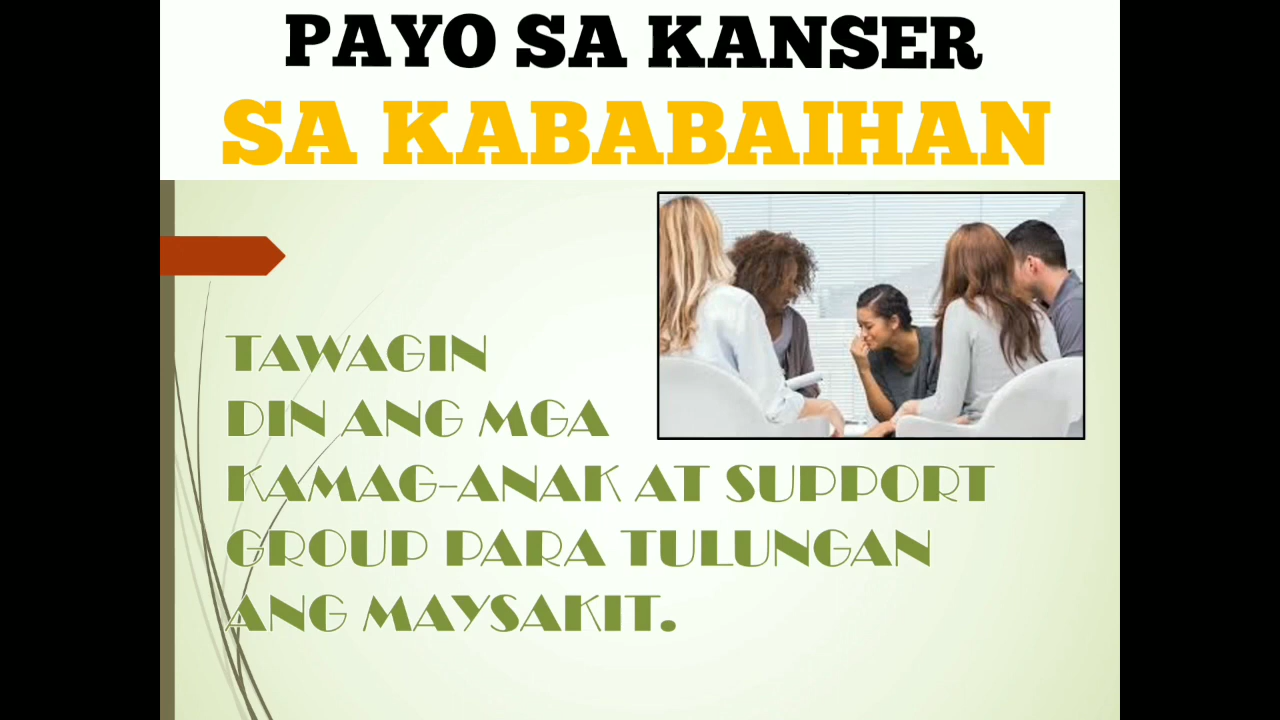 PAYO SA KANSER
SA KABABAIHAN
TAWAGIN
DIN ANG MGA
KAMAG-ANAK AT SUPPORT
GROUP PARA TULUNGAN
ANG MAYSAKIT.